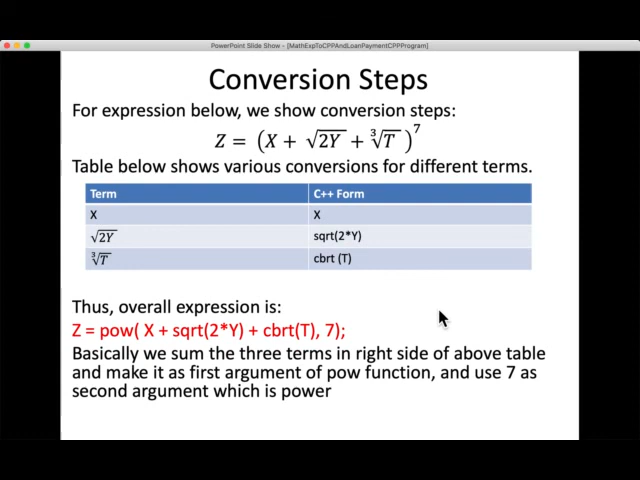 PowerPoint Slide Show - [MathExpToCPPAndLoanPaymentCPPProgram]
Conversion Steps
For expression below, we show conversion steps:
Z = (X + √2Y + ∛T)⁷
Table below shows various conversions for different terms.
Term C++ Form
X X
√2Y sqrt(2*Y)
∛T cbrt (T)
Thus, overall expression is:
Z = pow( X + sqrt(2*Y) + cbrt(T), 7);
Basically we sum the three terms in right side of above table
and make it as first argument of pow function, and use 7 as
second argument which is power